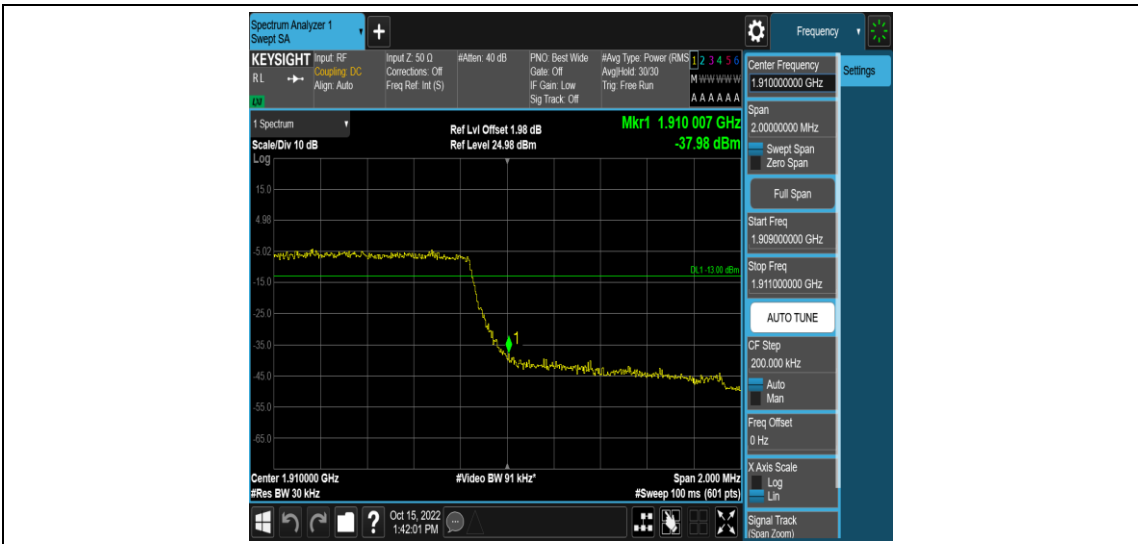 Spectrum Analyzer 1
Swept SA
+
Frequency
KEYSIGHT
RL
LXI
Input: RF
Coupling: DC
Align: Auto
Input Z: 50 Ω
Corrections: Off
Freq Ref: Int (S)
#Atten: 40 dB
PNO: Best Wide
Gate: Off
IF Gain: Low
Sig Track: Off
#Avg Type: Power (RMS
Avg|Hold: 30/30
Trig: Free Run
1 2 3 4 5 6
M W W W W W
A A A A A A
1 Spectrum
Scale/Div 10 dB
Log
Ref Lvl Offset 1.98 dB
Ref Level 24.98 dBm
Mkr1 1.910 007 GHz
-37.98 dBm
15.0
4.98
-5.02
-15.0
-25.0
-35.0
-45.0
-55.0
-65.0
DL1 -13.00 dBm
1
Center 1.910000 GHz
#Res BW 30 kHz
#Video BW 91 kHz*
Span 2.000 MHz
#Sweep 100 ms (601 pts)
?
Oct 15, 2022
1:42:01 PM
Center Frequency
1.910000000 GHz
Settings
Span
2.00000000 MHz
Swept Span
Zero Span
Full Span
Start Freq
1.909000000 GHz
Stop Freq
1.911000000 GHz
AUTO TUNE
CF Step
200.000 kHz
Auto
Man
Freq Offset
0 Hz
X Axis Scale
Log
Lin
Signal Track
(Span Zoom)